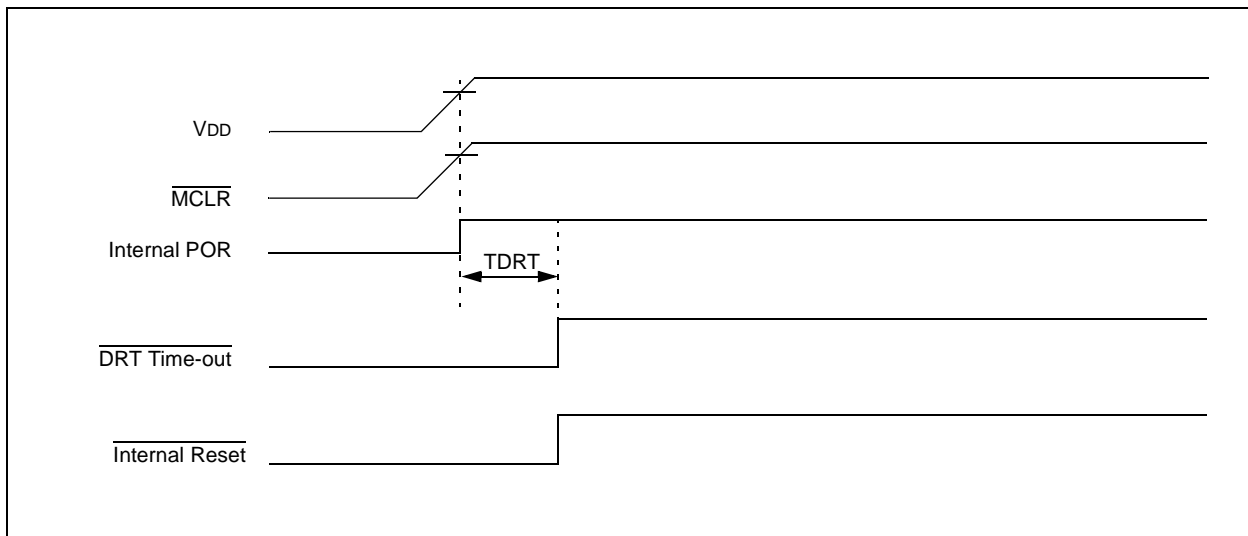 VDD
MCLR
Internal POR
TDRT
DRT Time-out
Internal Reset